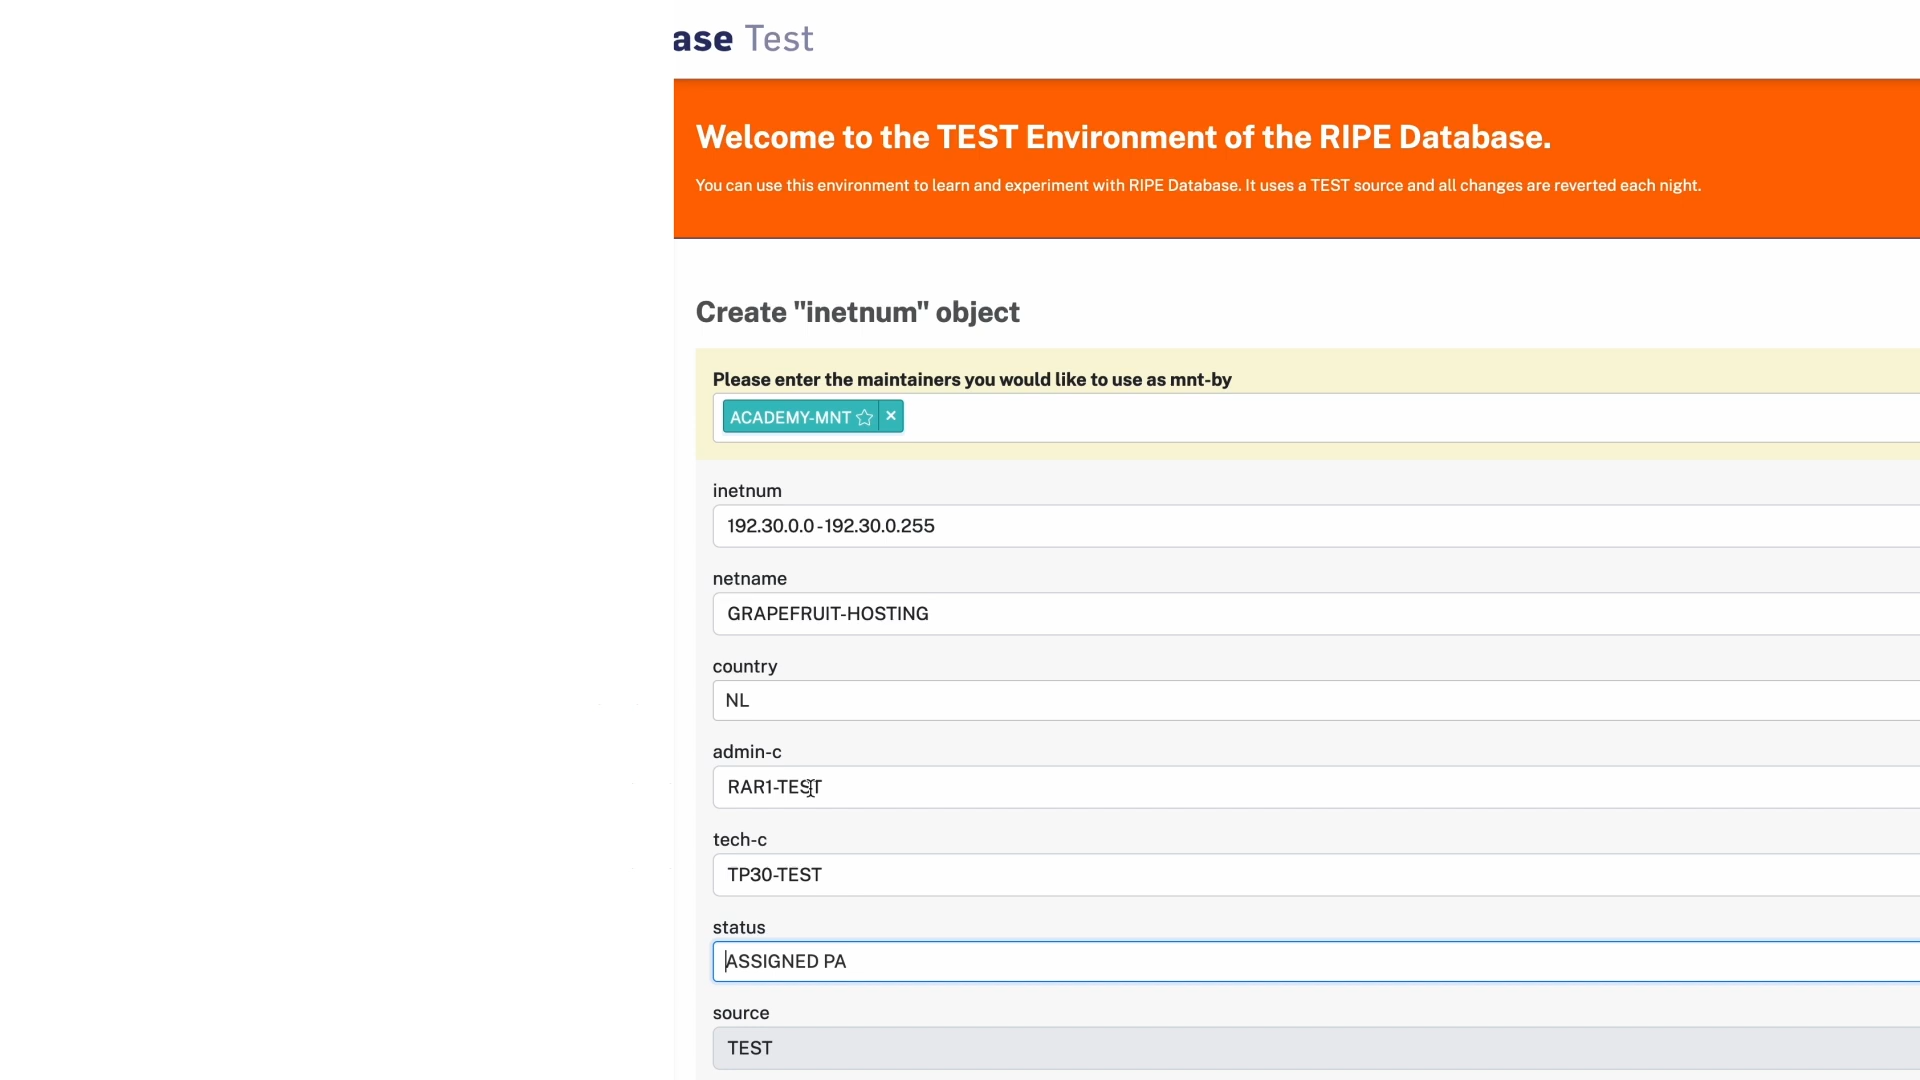 ase Test
Welcome to the TEST Environment of the RIPE Database.
You can use this environment to learn and experiment with RIPE Database. It uses a TEST source and all changes are reverted each night.
Create "inetnum" object
Please enter the maintainers you would like to use as mnt-by
ACADEMY-MNT ☆ ×
inetnum
192.30.0.0 - 192.30.0.255
netname
GRAPEFRUIT-HOSTING
country
NL
admin-c
RAR1-TEST
tech-c
TP30-TEST
status
ASSIGNED PA
source
TEST